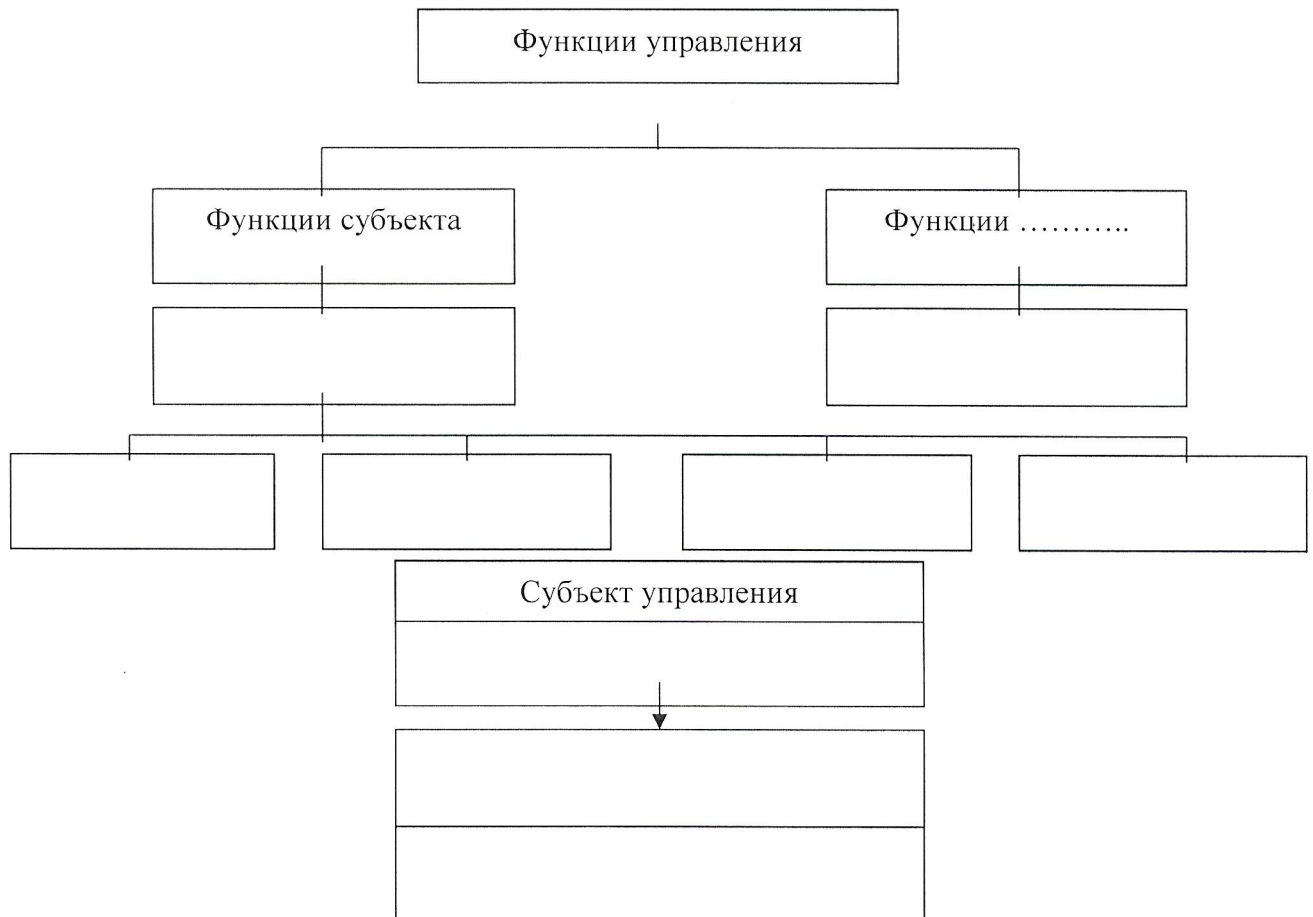 Функции управления
Функции субъекта
Функции ………..
Субъект управления